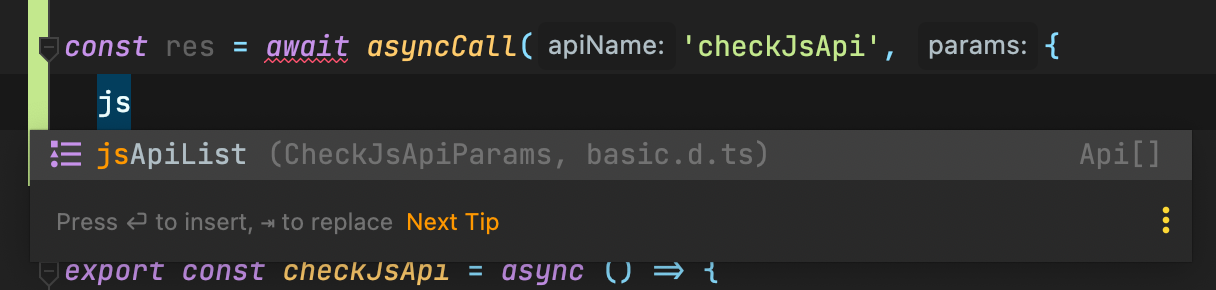 const res = await asyncCall( apiName: 'checkJsApi', params: {
js
jsApiList (CheckJsApiParams, basic.d.ts) Api[]
Press ⏎ to insert, ⇥ to replace Next Tip
export const checkJsApi = async () ⇒ {